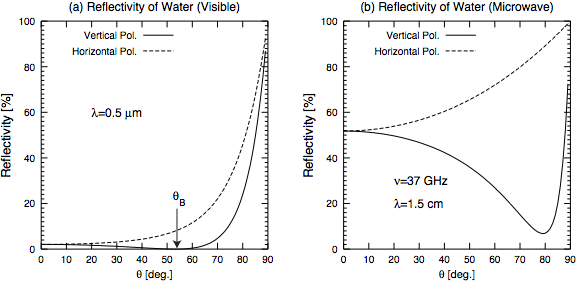 (a) Reflectivity of Water (Visible)
Vertical Pol.
Horizontal Pol.
λ=0.5 μm
θB
Reflectivity [%]
100
80
60
40
20
0
0 10 20 30 40 50 60 70 80 90
θ [deg.]
(b) Reflectivity of Water (Microwave)
Vertical Pol.
Horizontal Pol.
ν=37 GHz
λ=1.5 cm
Reflectivity [%]
100
80
60
40
20
0
0 10 20 30 40 50 60 70 80 90
θ [deg.]